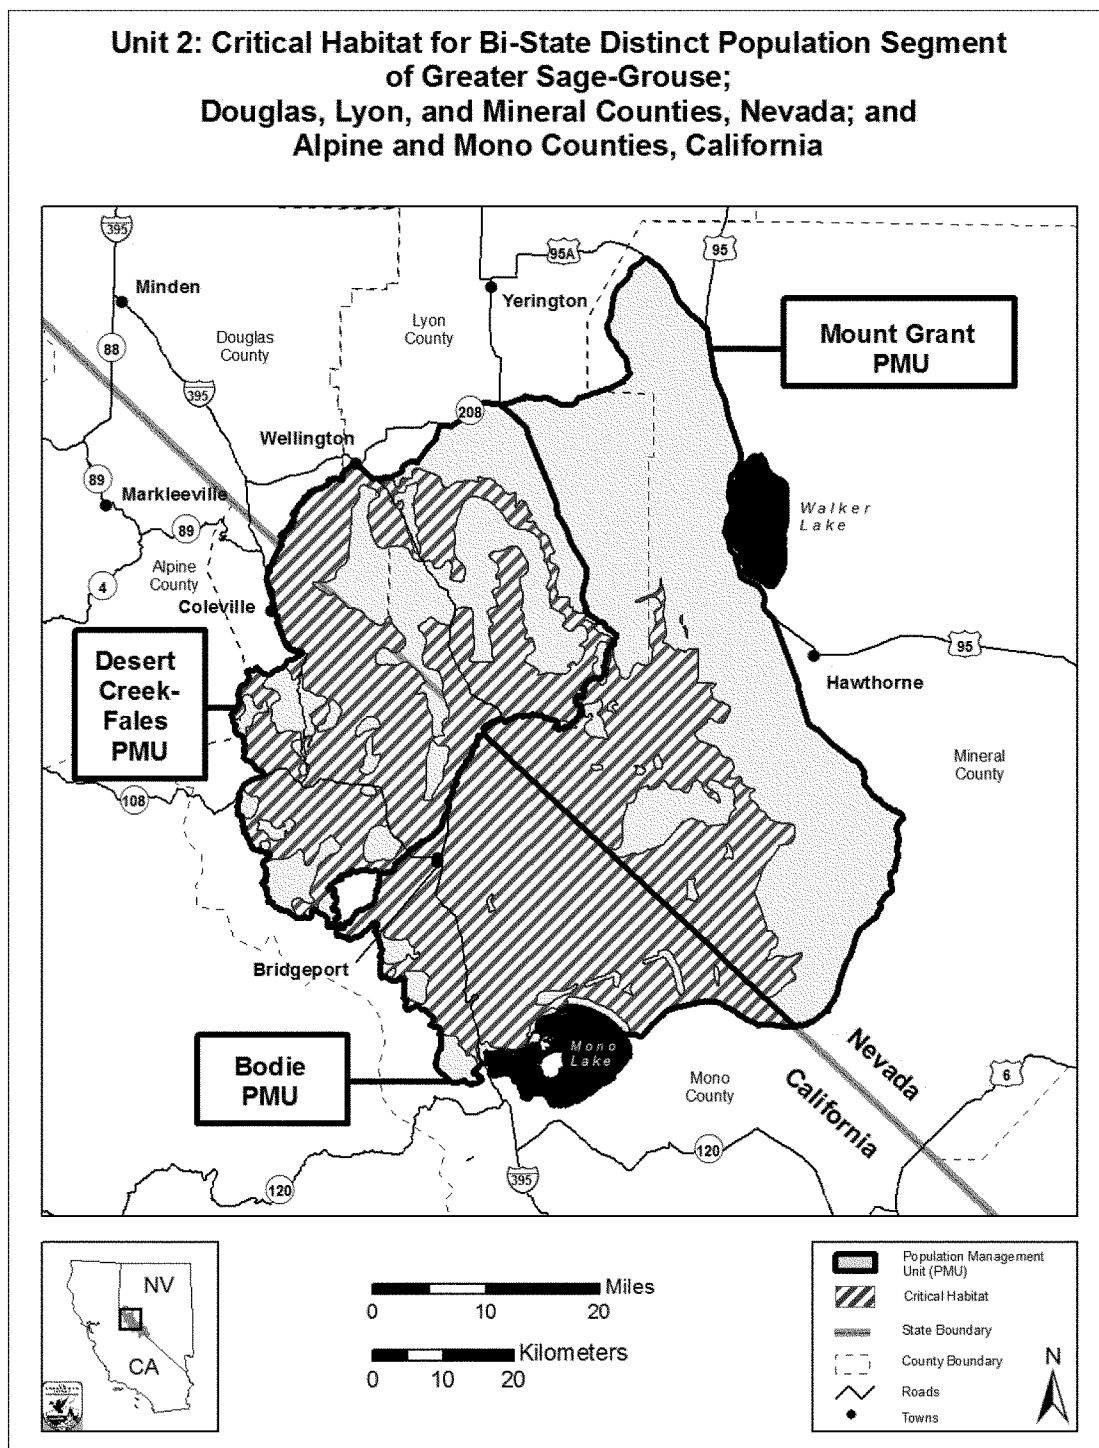 Unit 2: Critical Habitat for Bi-State Distinct Population Segment
of Greater Sage-Grouse;
Douglas, Lyon, and Mineral Counties, Nevada; and
Alpine and Mono Counties, California
395
95A
95
Minden
Yerington
Douglas
County
Lyon
County
Mount Grant
PMU
88
395
208
Wellington
89
Markleeville
Walker
Lake
89
Alpine
County
4
Coleville
Desert
Creek-
Fales
PMU
95
Hawthorne
Mineral
County
108
Bridgeport
Bodie
PMU
Mono
Lake
Mono
County
Nevada
California
6
120
120
395
NV
CA
Miles
0 10 20
Kilometers
0 10 20
Population Management
Unit (PMU)
Critical Habitat
State Boundary
County Boundary
Roads
Towns
N